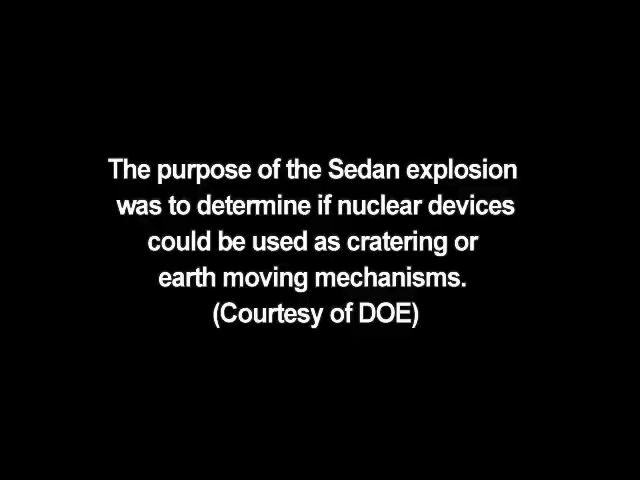 The purpose of the Sedan explosion
was to determine if nuclear devices
could be used as cratering or
earth moving mechanisms.
(Courtesy of DOE)